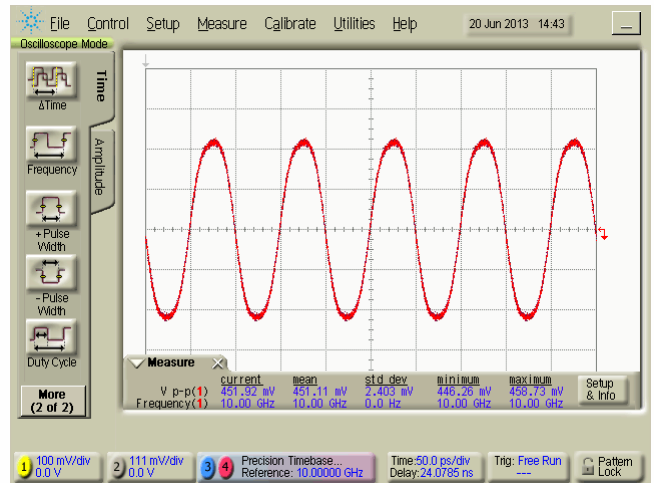 File Control Setup Measure Calibrate Utilities Help 20 Jun 2013 14:43
Oscilloscope Mode
Time
Amplitude
ΔTime
Frequency
+ Pulse
Width
- Pulse
Width
Duty Cycle
More
(2 of 2)
Measure
current mean std dev minimum maximum
V p-p(1) 451.92 mV 451.11 mV 2.403 mV 446.26 mV 458.73 mV
Frequency(1) 10.00 GHz 10.00 GHz 0.0 Hz 10.00 GHz 10.00 GHz
Setup
& Info
1 100 mV/div
0.0 V
2 111 mV/div
0.0 V
3 4 Precision Timebase...
Reference: 10.00000 GHz
Time:50.0 ps/div
Delay:24.0785 ns
Trig: Free Run
---
Pattern
Lock